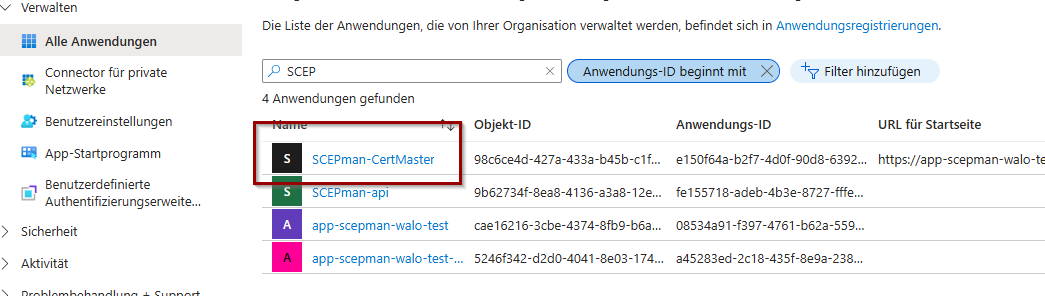 Verwalten
Alle Anwendungen
Connector für private
Netzwerke
Benutzereinstellungen
App-Startprogramm
Benutzerdefinierte
Authentifizierungserweite...
Sicherheit
Aktivität
Problembehandlung + Support
Die Liste der Anwendungen, die von Ihrer Organisation verwaltet werden, befindet sich in Anwendungsregistrierungen.
SCEP
Anwendungs-ID beginnt mit
Filter hinzufügen
4 Anwendungen gefunden
Name Objekt-ID Anwendungs-ID URL für Startseite
S SCEPman-CertMaster 98c6ce4d-427a-433a-b45b-c1f... e150f64a-b2f7-4d0f-90d8-6392... https://app-scepman-walo-te
S SCEPman-api 9b62734f-8ea8-4136-a3a8-12e... fe155718-adeb-4b3e-8727-fffe...
A app-scepman-walo-test cae16216-3cbe-4374-8fb9-b6a... 08534a91-f397-4761-b62a-559...
A app-scepman-walo-test-... 5246f342-d2d0-4041-8e03-174... a45283ed-2c18-435f-8e9a-238...